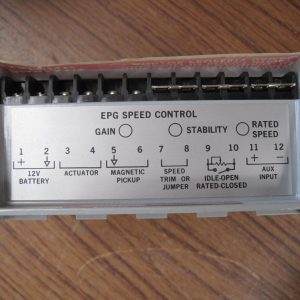 EPG SPEED CONTROL
GAIN STABILITY RATED SPEED
1 2 3 4 5 6 7 8 9 10 11 12
+ - + -
12V BATTERY
ACTUATOR
MAGNETIC PICKUP
SPEED TRIM OR JUMPER
IDLE-OPEN RATED-CLOSED
AUX INPUT